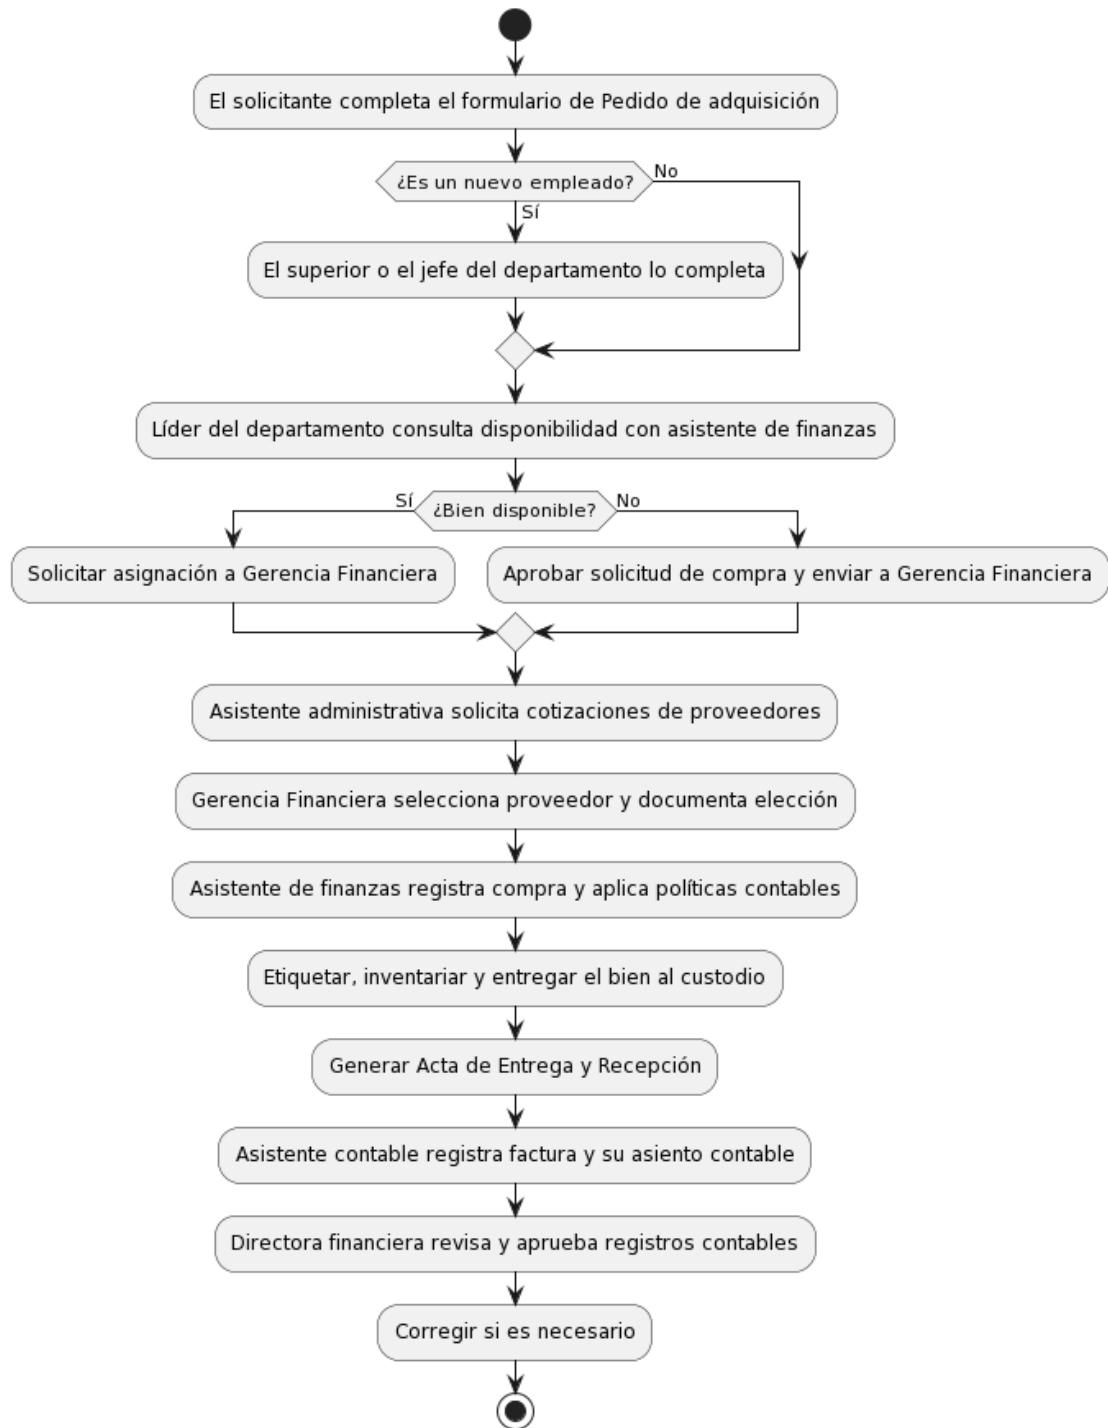 El solicitante completa el formulario de Pedido de adquisición
¿Es un nuevo empleado?
No
Sí
El superior o el jefe del departamento lo completa
Líder del departamento consulta disponibilidad con asistente de finanzas
Sí
¿Bien disponible?
No
Solicitar asignación a Gerencia Financiera
Aprobar solicitud de compra y enviar a Gerencia Financiera
Asistente administrativa solicita cotizaciones de proveedores
Gerencia Financiera selecciona proveedor y documenta elección
Asistente de finanzas registra compra y aplica políticas contables
Etiquetar, inventariar y entregar el bien al custodio
Generar Acta de Entrega y Recepción
Asistente contable registra factura y su asiento contable
Directora financiera revisa y aprueba registros contables
Corregir si es necesario